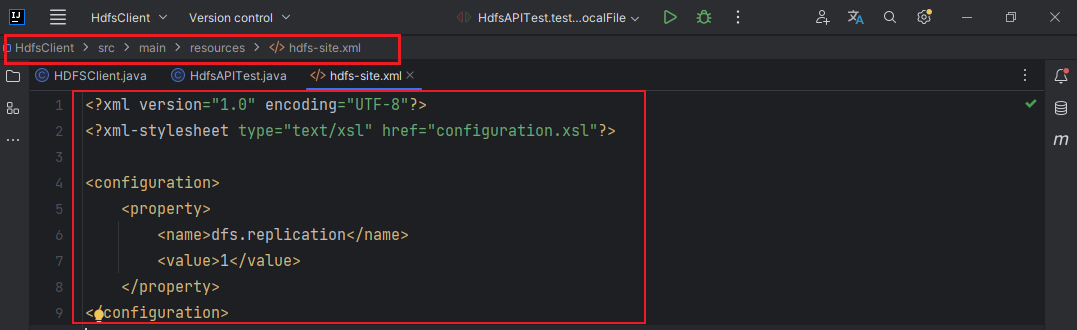 IJ HdfsClient Version control HdfsAPITest.test...ocalFile
HdfsClient > src > main > resources > </> hdfs-site.xml
HDFSClient.java HdfsAPITest.java </> hdfs-site.xml ×
1 <?xml version="1.0" encoding="UTF-8"?>
2 <?xml-stylesheet type="text/xsl" href="configuration.xsl"?>
3
4 <configuration>
5 <property>
6 <name>dfs.replication</name>
7 <value>1</value>
8 </property>
9 </configuration>
m